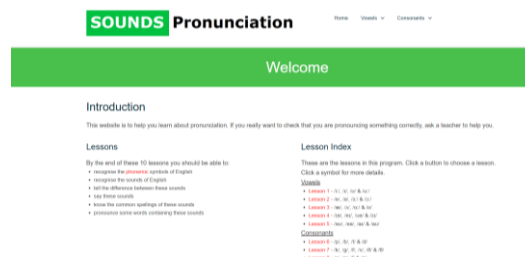 SOUNDS Pronunciation
Home Vowels Consonants
Welcome
Introduction
This website is to help you learn about pronunciation. If you really want to check that you are pronouncing something correctly, ask a teacher to help you.
Lessons
By the end of these 10 lessons you should be able to:
recognise the phoneme symbols of English
recognise the sounds of English
tell the difference between these sounds
say these sounds
know the common spellings of these sounds
pronounce some words containing these sounds
Lesson Index
These are the lessons in this program. Click a button to choose a lesson.
Click a symbol for more details.
Vowels
Lesson 1 -
Lesson 2 -
Lesson 3 -
Lesson 4 -
Lesson 5 -
Consonants
Lesson 6 -
Lesson 7 -